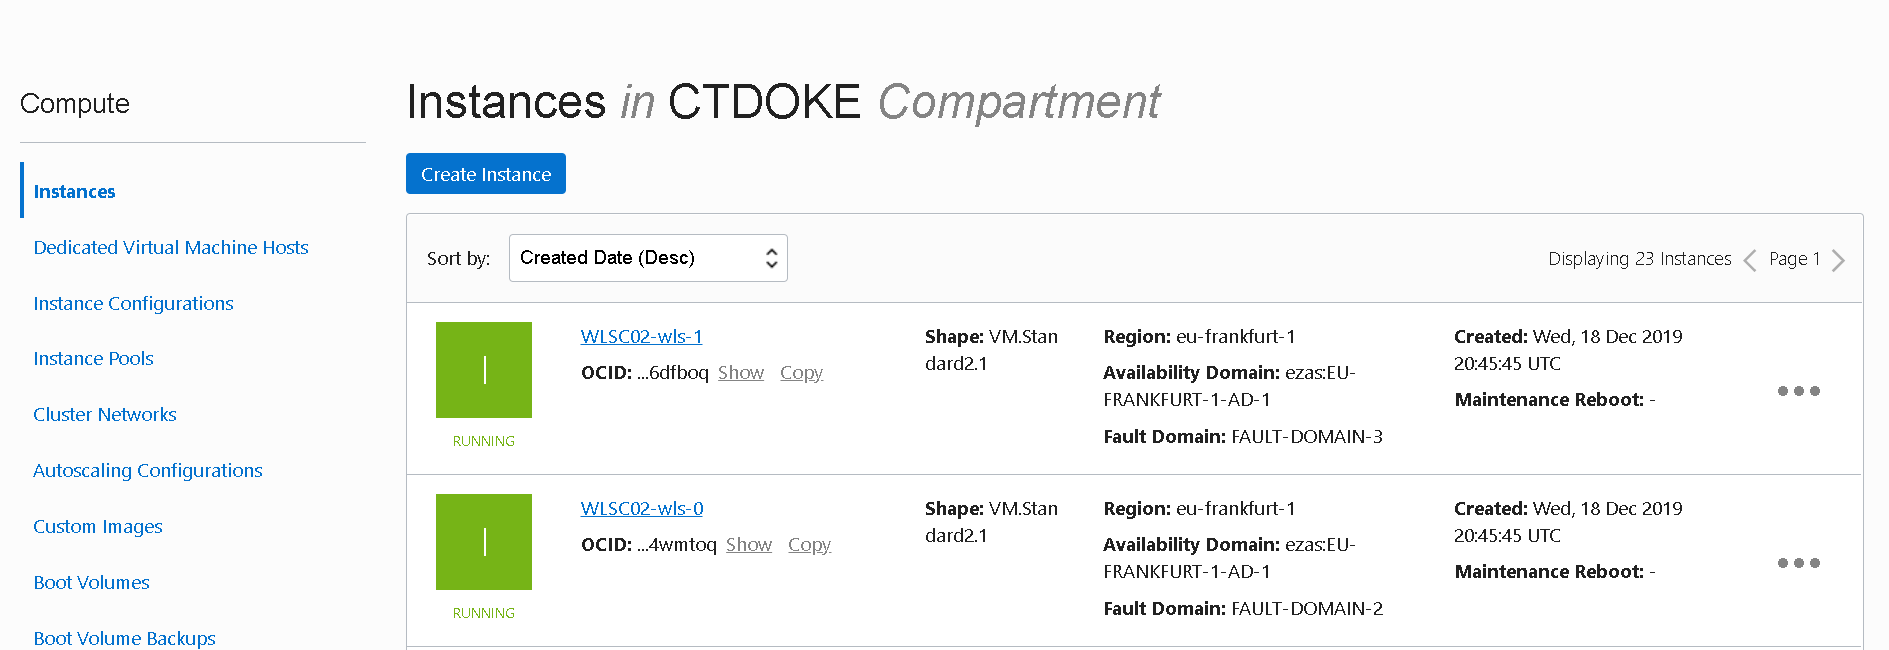 Compute
Instances
Dedicated Virtual Machine Hosts
Instance Configurations
Instance Pools
Cluster Networks
Autoscaling Configurations
Custom Images
Boot Volumes
Boot Volume Backups
Instances in CTDOKE Compartment
Create Instance
Sort by: Created Date (Desc)
Displaying 23 Instances Page 1
RUNNING
WLSC02-wls-1
OCID: ...6dfboq Show Copy
Shape: VM.Stan
dard2.1
Region: eu-frankfurt-1
Availability Domain: ezas:EU-
FRANKFURT-1-AD-1
Fault Domain: FAULT-DOMAIN-3
Created: Wed, 18 Dec 2019
20:45:45 UTC
Maintenance Reboot: -
RUNNING
WLSC02-wls-0
OCID: ...4wmtoq Show Copy
Shape: VM.Stan
dard2.1
Region: eu-frankfurt-1
Availability Domain: ezas:EU-
FRANKFURT-1-AD-1
Fault Domain: FAULT-DOMAIN-2
Created: Wed, 18 Dec 2019
20:45:45 UTC
Maintenance Reboot: -